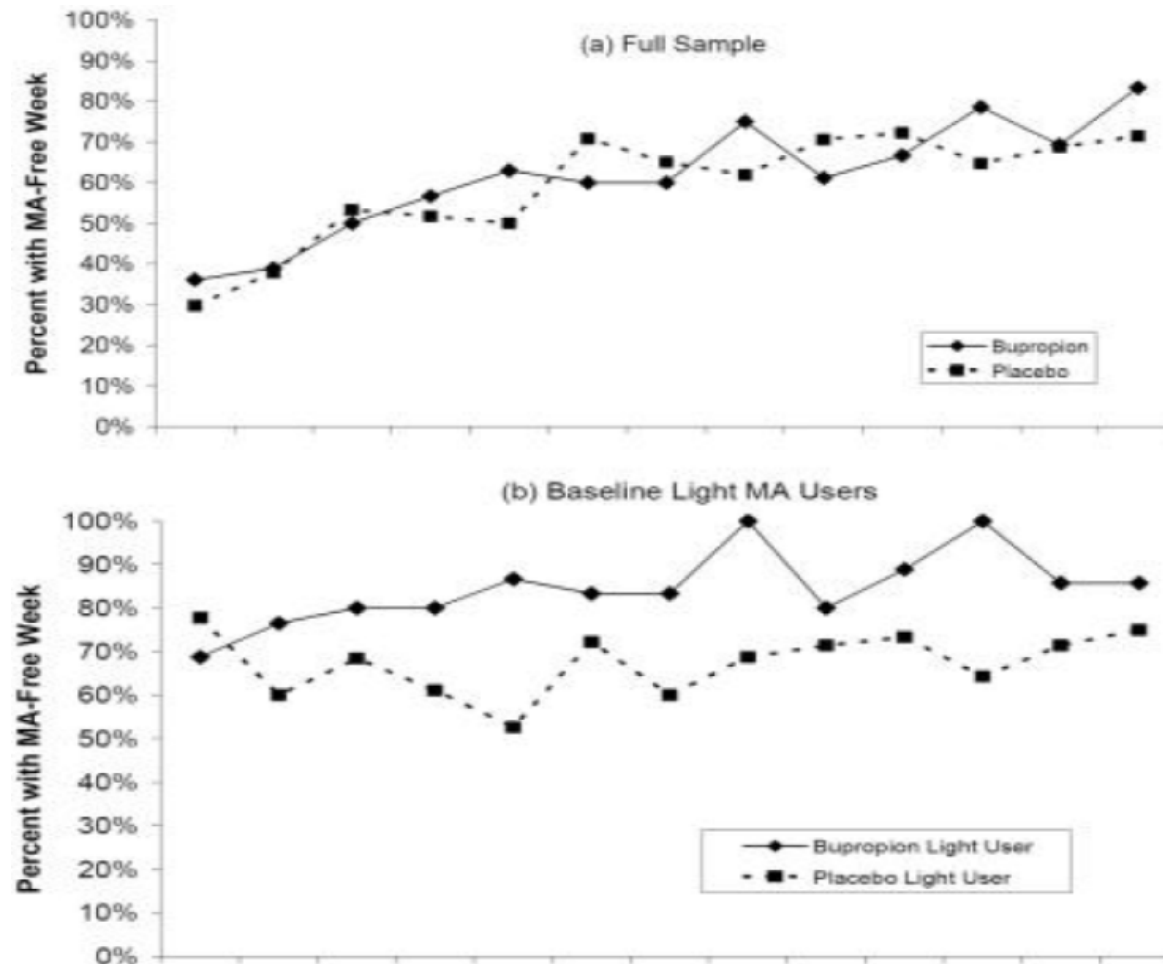 (a) Full Sample
Percent with MA-Free Week
100%
90%
80%
70%
60%
50%
40%
30%
20%
10%
0%
Bupropion
Placebo
(b) Baseline Light MA Users
Percent with MA-Free Week
100%
90%
80%
70%
60%
50%
40%
30%
20%
10%
0%
Bupropion Light User
Placebo Light User